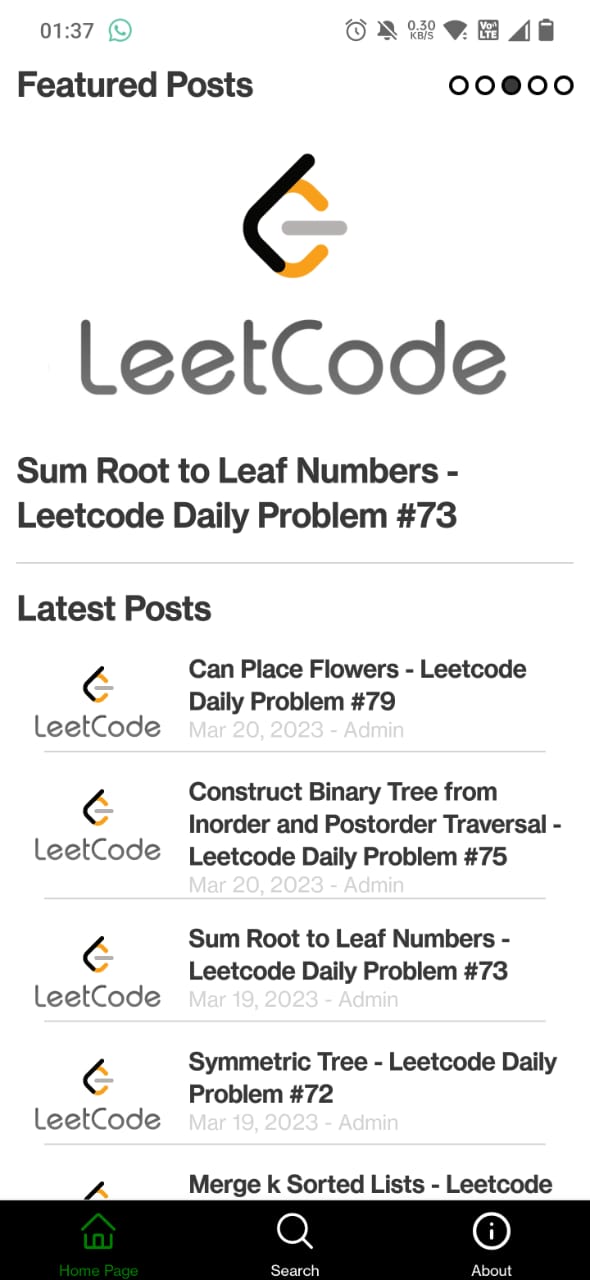 01:37
0.30
KB/S
Vo))
LTE
Featured Posts
LeetCode
Sum Root to Leaf Numbers -
Leetcode Daily Problem #73
Latest Posts
LeetCode
Can Place Flowers - Leetcode
Daily Problem #79
Mar 20, 2023 - Admin
LeetCode
Construct Binary Tree from
Inorder and Postorder Traversal -
Leetcode Daily Problem #75
Mar 20, 2023 - Admin
LeetCode
Sum Root to Leaf Numbers -
Leetcode Daily Problem #73
Mar 19, 2023 - Admin
LeetCode
Symmetric Tree - Leetcode Daily
Problem #72
Mar 19, 2023 - Admin
Merge k Sorted Lists - Leetcode
Home Page
Search
About